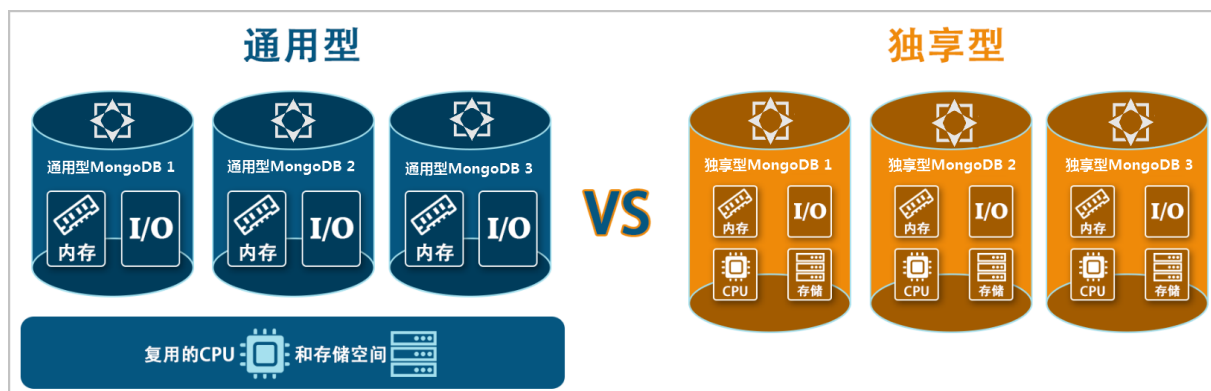 通用型
独享型
通用型MongoDB 1
通用型MongoDB 2
通用型MongoDB 3
内存
I/O
内存
I/O
内存
I/O
复用的CPU
和存储空间
VS
独享型MongoDB 1
独享型MongoDB 2
独享型MongoDB 3
内存
I/O
CPU
存储
内存
I/O
CPU
存储
内存
I/O
CPU
存储